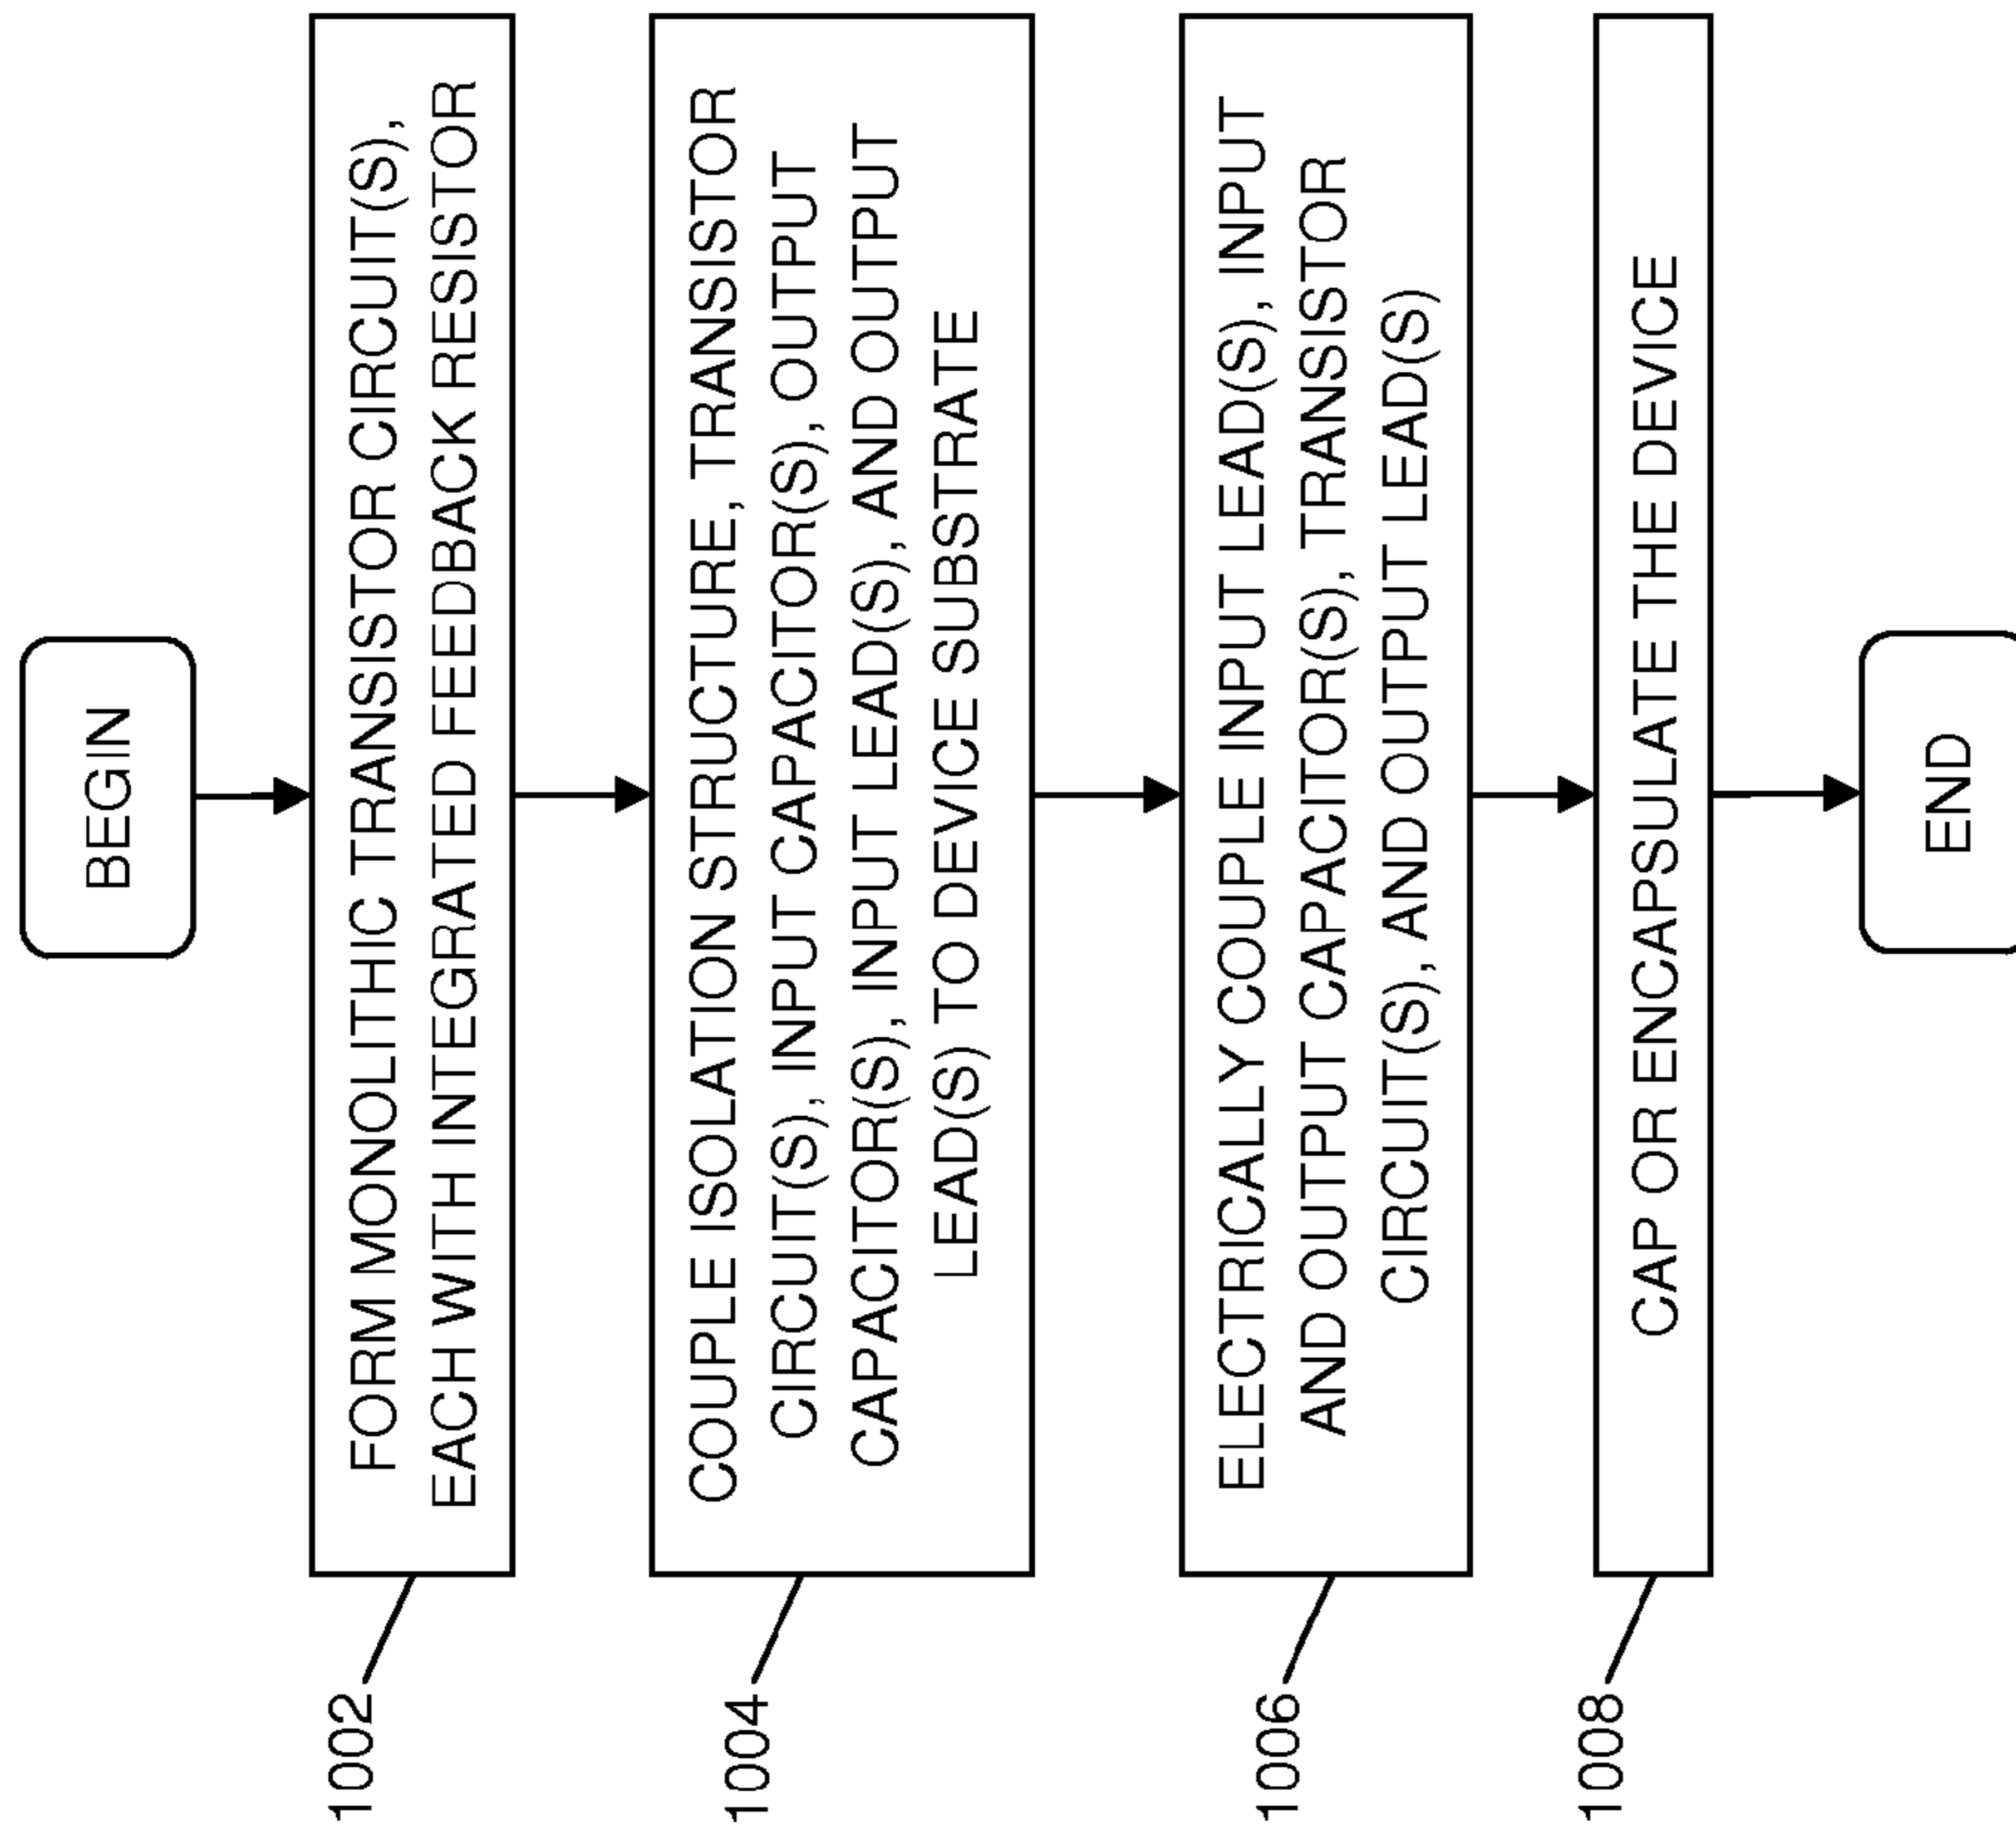 BEGIN
1002
FORM MONOLITHIC TRANSISTOR CIRCUIT(S),
EACH WITH INTEGRATED FEEDBACK RESISTOR
1004
COUPLE ISOLATION STRUCTURE, TRANSISTOR
CIRCUIT(S), INPUT CAPACITOR(S), OUTPUT
CAPACITOR(S), INPUT LEAD(S), AND OUTPUT
LEAD(S) TO DEVICE SUBSTRATE
1006
ELECTRICALLY COUPLE INPUT LEAD(S), INPUT
AND OUTPUT CAPACITOR(S), TRANSISTOR
CIRCUIT(S), AND OUTPUT LEAD(S)
1008
CAP OR ENCAPSULATE THE DEVICE
END